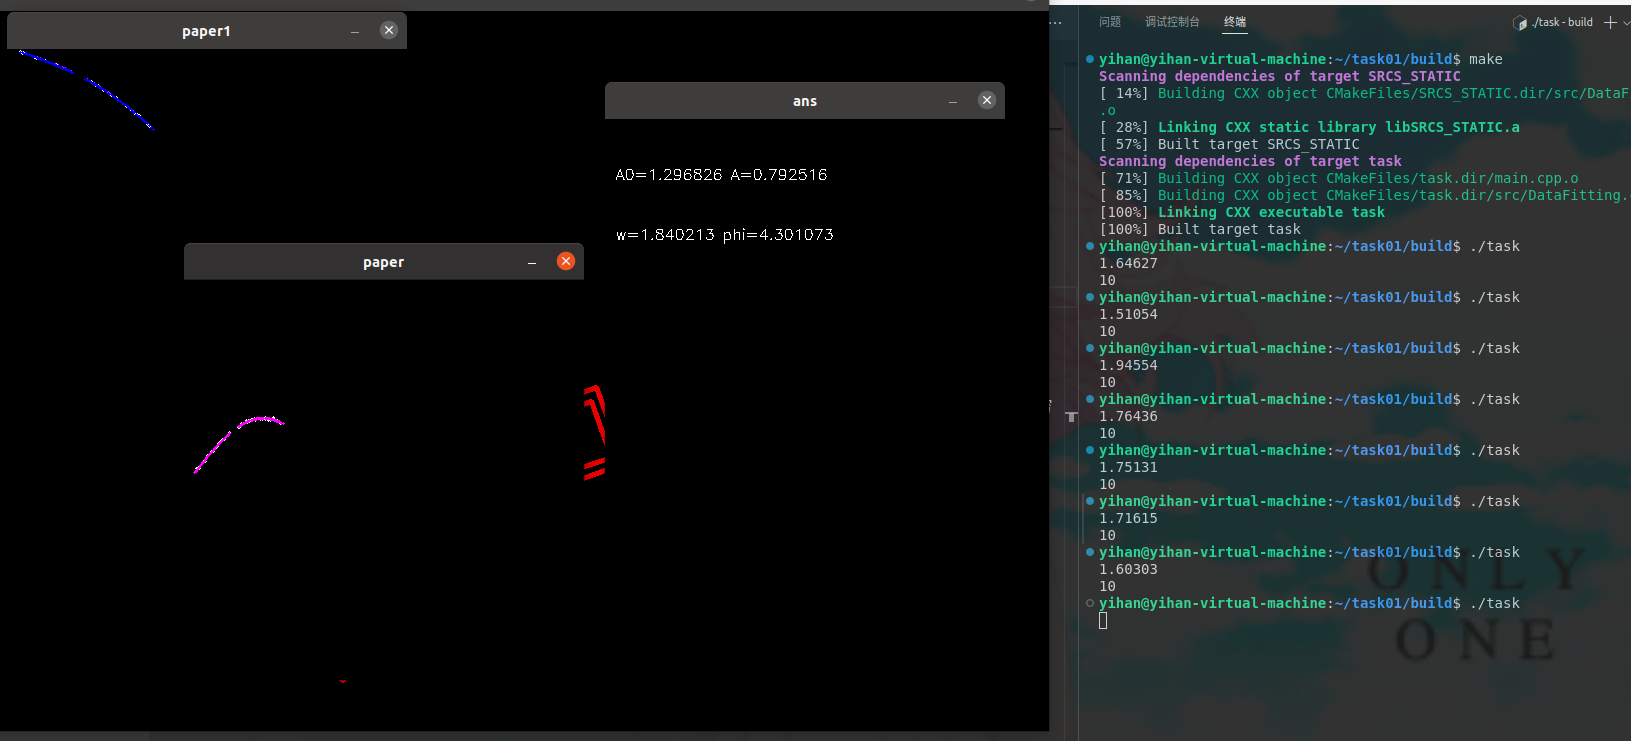 paper1
ans
A0=1.296826 A=0.792516
w=1.840213 phi=4.301073
paper
问题 调试控制台 终端
./task - build
yihan@yihan-virtual-machine:~/task01/build$ make
Scanning dependencies of target SRCS_STATIC
[ 14%] Building CXX object CMakeFiles/SRCS_STATIC.dir/src/DataF
.o
[ 28%] Linking CXX static library libSRCS_STATIC.a
[ 57%] Built target SRCS_STATIC
Scanning dependencies of target task
[ 71%] Building CXX object CMakeFiles/task.dir/main.cpp.o
[ 85%] Building CXX object CMakeFiles/task.dir/src/DataFitting.
[100%] Linking CXX executable task
[100%] Built target task
yihan@yihan-virtual-machine:~/task01/build$ ./task
1.64627
10
yihan@yihan-virtual-machine:~/task01/build$ ./task
1.51054
10
yihan@yihan-virtual-machine:~/task01/build$ ./task
1.94554
10
yihan@yihan-virtual-machine:~/task01/build$ ./task
1.76436
10
yihan@yihan-virtual-machine:~/task01/build$ ./task
1.75131
10
yihan@yihan-virtual-machine:~/task01/build$ ./task
1.71615
10
yihan@yihan-virtual-machine:~/task01/build$ ./task
1.60303
10
yihan@yihan-virtual-machine:~/task01/build$ ./task
ONLY
ONE